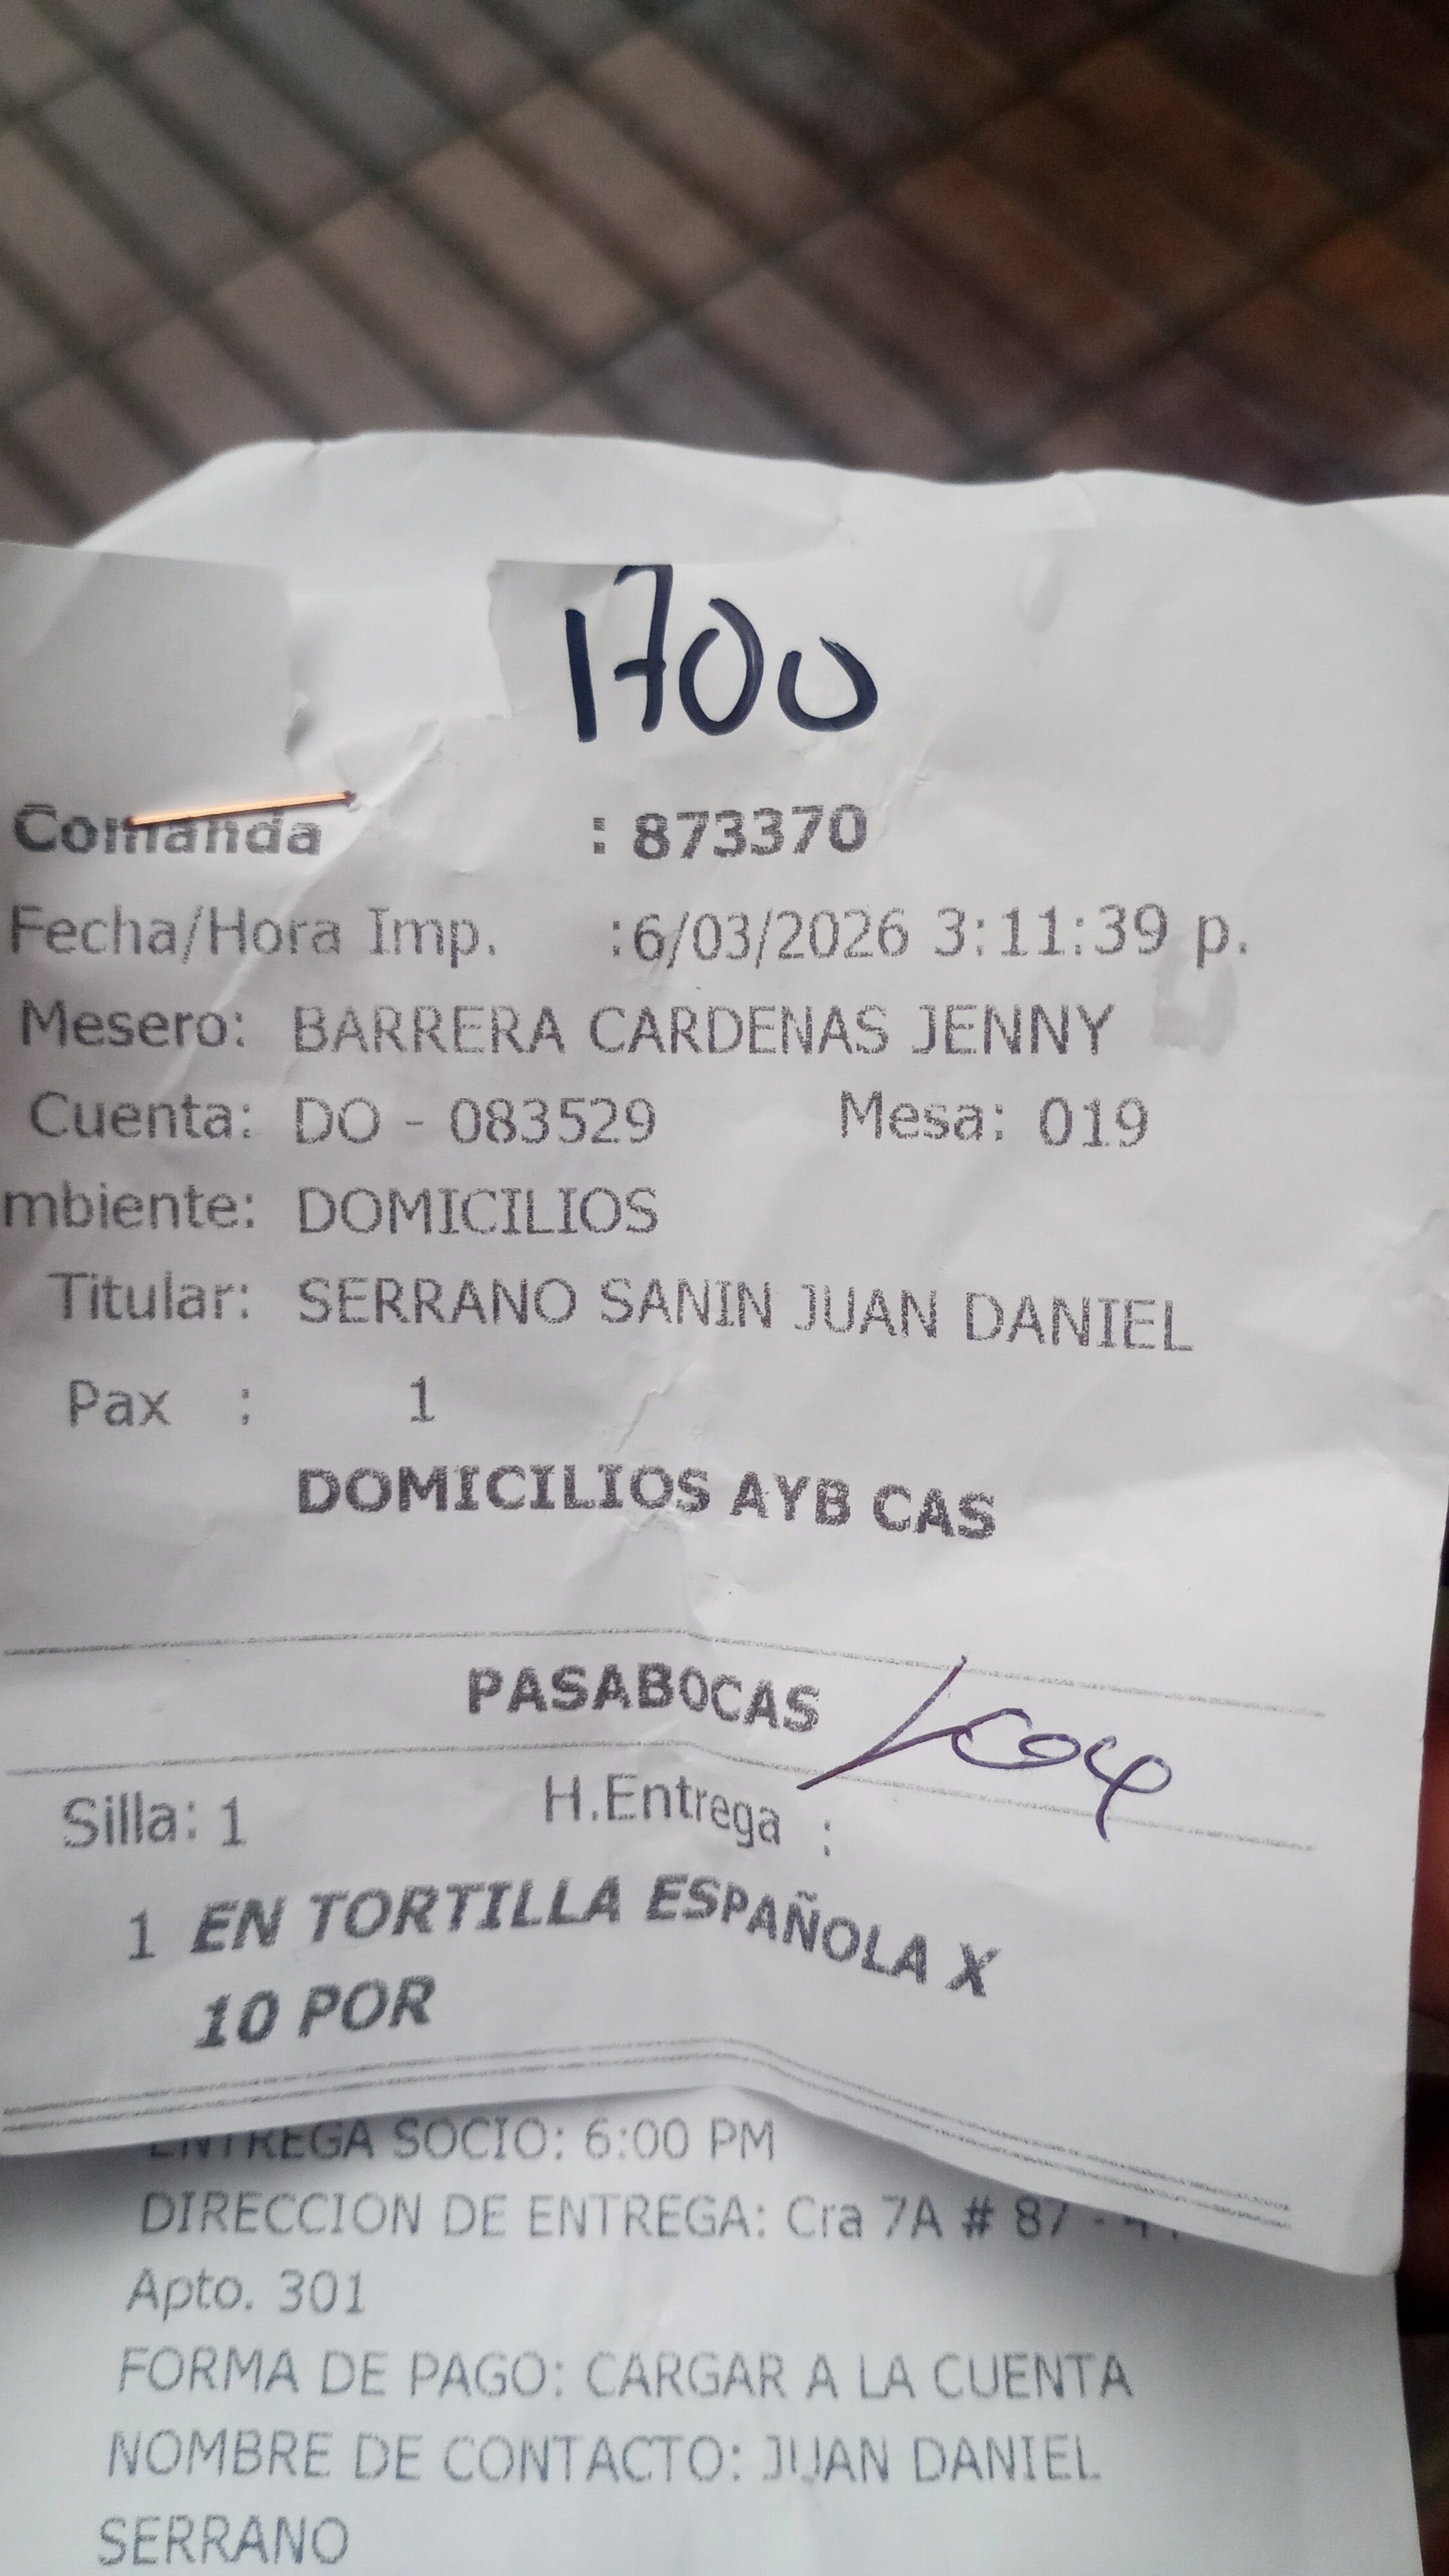 1700
Comanda : 873370
Fecha/Hora Imp. :6/03/2026 3:11:39 p.
Mesero: BARRERA CARDENAS JENNY
Cuenta: DO - 083529 Mesa: 019
mbiente: DOMICILIOS
Titular: SERRANO SANIN JUAN DANIEL
Pax : 1
DOMICILIOS AYB CAS
PASABOCAS
Silla: 1 H.Entrega :
1 EN TORTILLA ESPAÑOLA X
10 POR
ENTREGA SOCIO: 6:00 PM
DIRECCION DE ENTREGA: Cra 7A # 87 -
Apto. 301
FORMA DE PAGO: CARGAR A LA CUENTA
NOMBRE DE CONTACTO: JUAN DANIEL
SERRANO